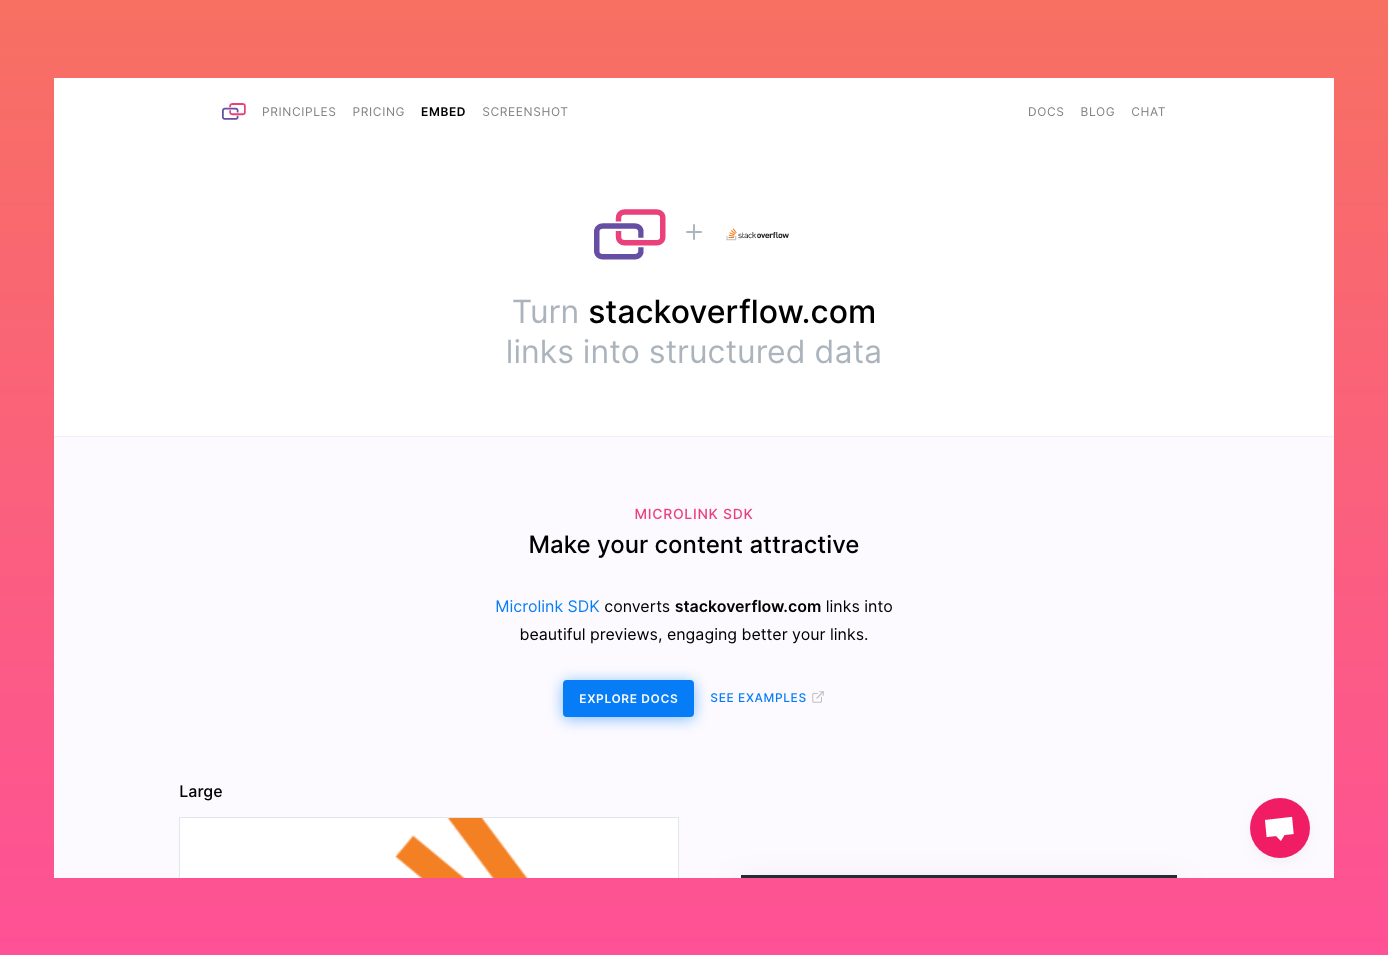 PRINCIPLES PRICING EMBED SCREENSHOT DOCS BLOG CHAT
stackoverflow
Turn stackoverflow.com
links into structured data
MICROLINK SDK
Make your content attractive
Microlink SDK converts stackoverflow.com links into
beautiful previews, engaging better your links.
EXPLORE DOCS SEE EXAMPLES
Large